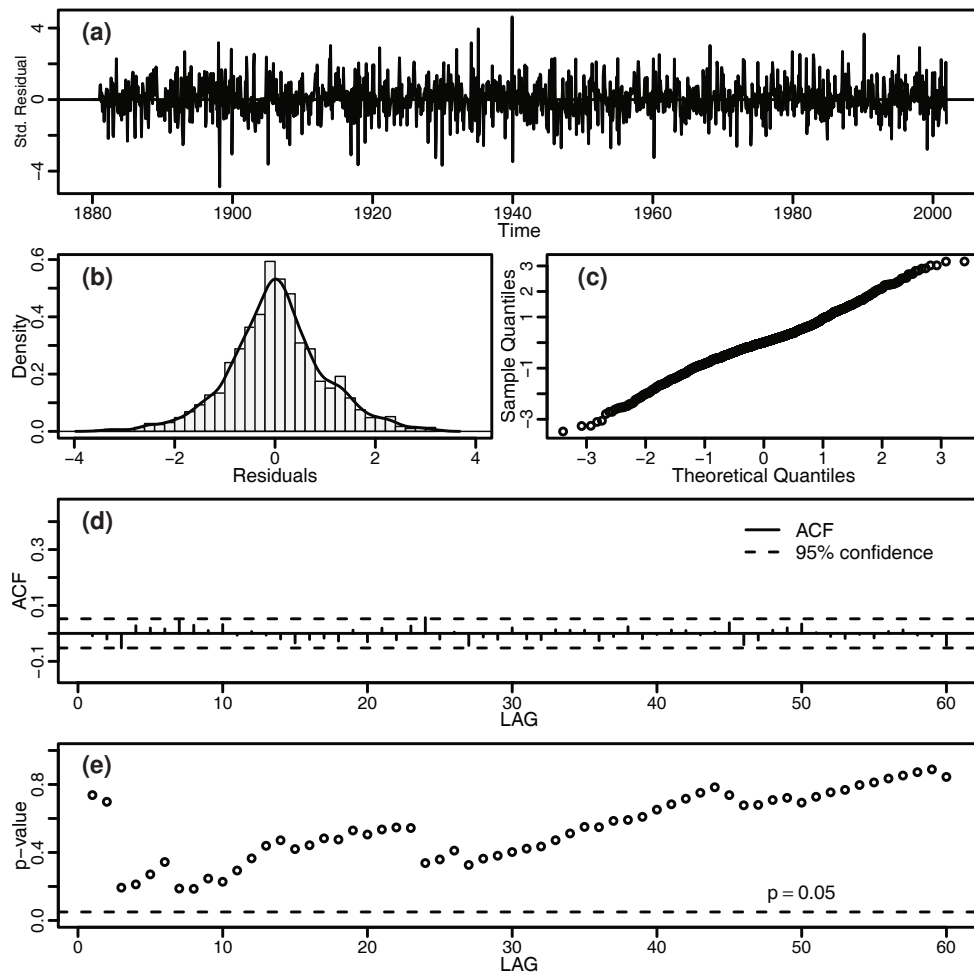 (a)
Std. Residual
4
0
−4
1880 1900 1920 1940 1960 1980 2000
Time
(b)
Density
0.6
0.4
0.2
0.0
−4 −2 0 2 4
Residuals
(c)
Sample Quantiles
3
1
−1
−3
−3 −2 −1 0 1 2 3
Theoretical Quantiles
(d)
ACF
95% confidence
ACF
0.3
0.1
−0.1
0 10 20 30 40 50 60
LAG
(e)
p−value
0.8
0.4
0.0
p = 0.05
0 10 20 30 40 50 60
LAG